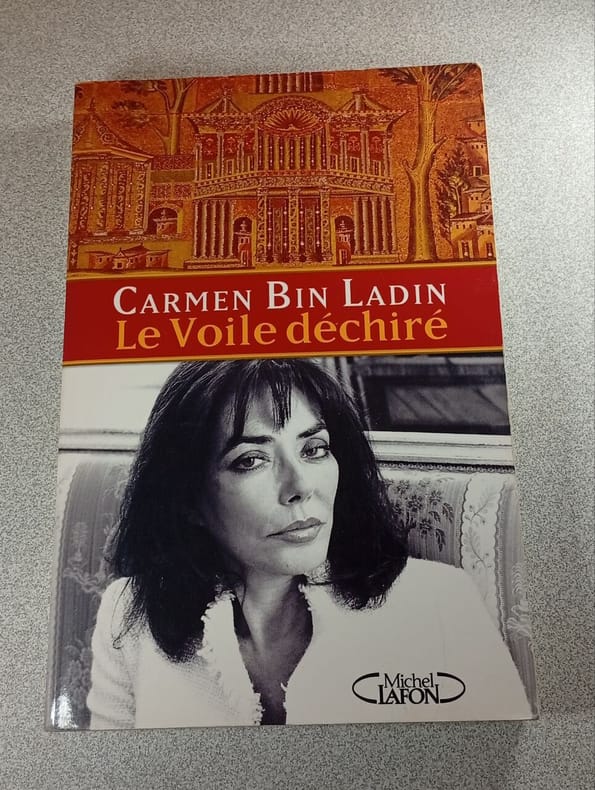 CARMEN BIN LADIN
Le Voile déchiré
Michel
LAFON